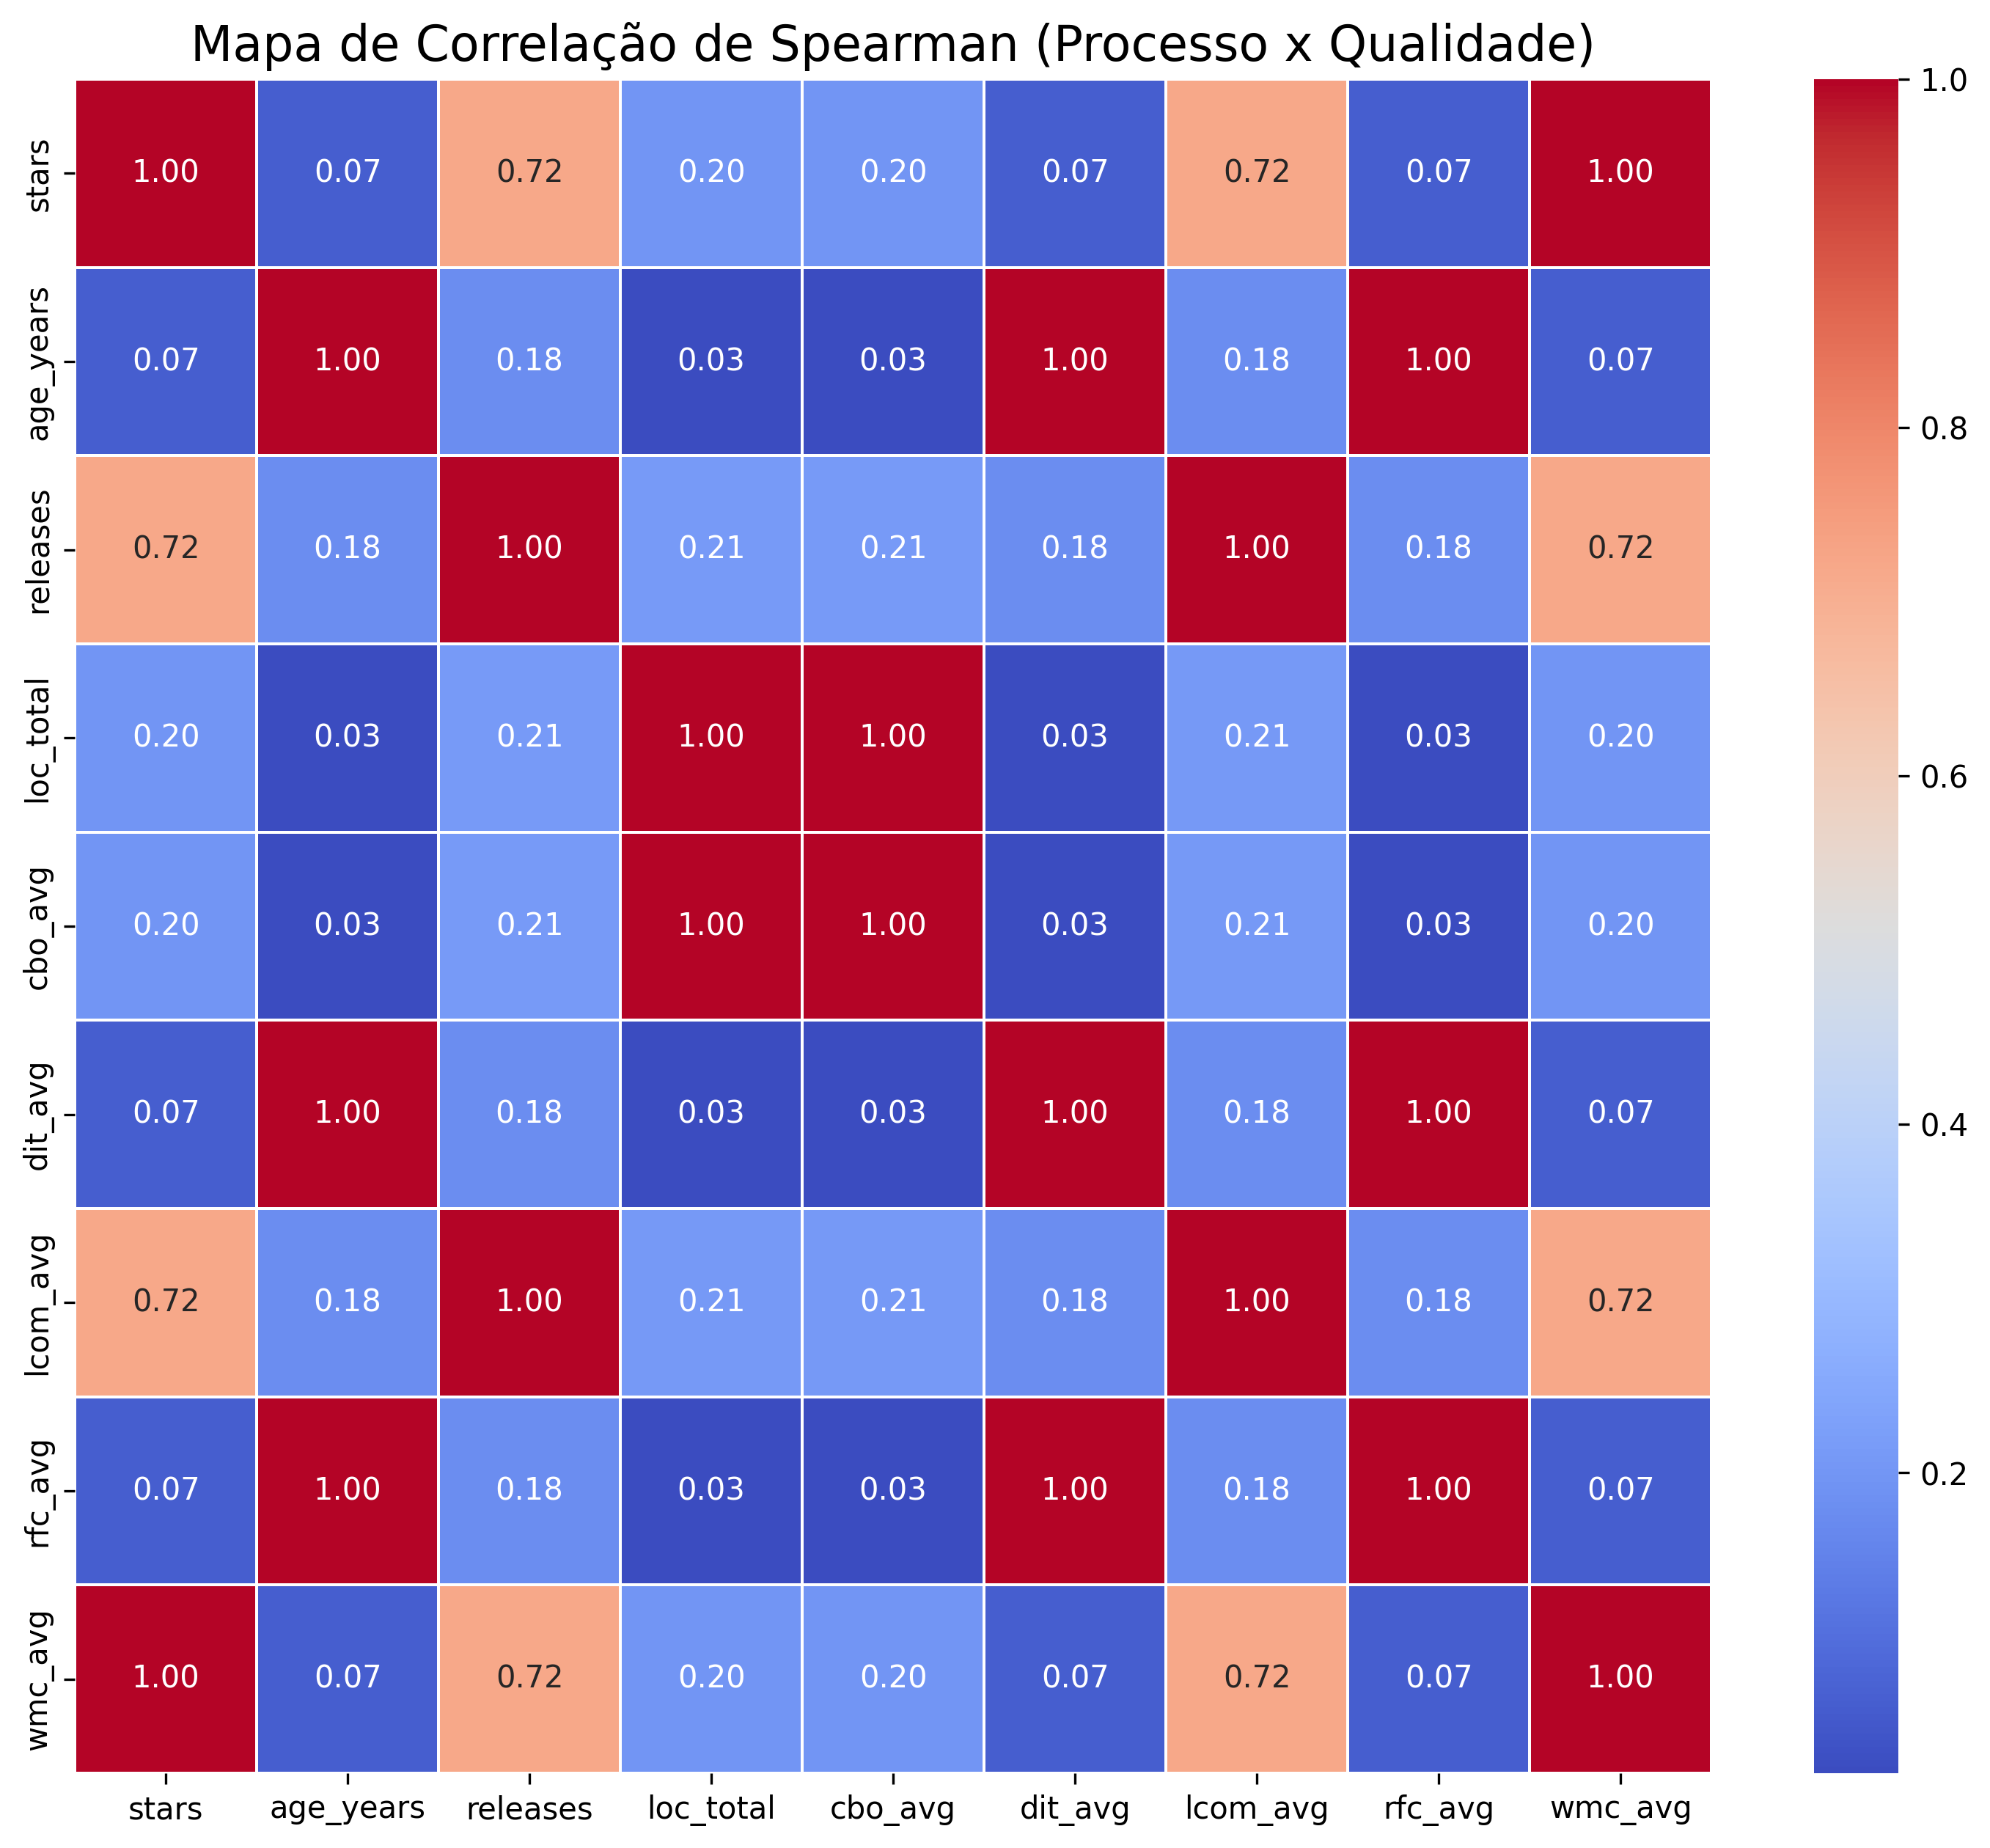 Mapa de Correlação de Spearman (Processo x Qualidade)
stars 1.00 0.07 0.72 0.20 0.20 0.07 0.72 0.07 1.00
age_years 0.07 1.00 0.18 0.03 0.03 1.00 0.18 1.00 0.07
releases 0.72 0.18 1.00 0.21 0.21 0.18 1.00 0.18 0.72
loc_total 0.20 0.03 0.21 1.00 1.00 0.03 0.21 0.03 0.20
cbo_avg 0.20 0.03 0.21 1.00 1.00 0.03 0.21 0.03 0.20
dit_avg 0.07 1.00 0.18 0.03 0.03 1.00 0.18 1.00 0.07
lcom_avg 0.72 0.18 1.00 0.21 0.21 0.18 1.00 0.18 0.72
rfc_avg 0.07 1.00 0.18 0.03 0.03 1.00 0.18 1.00 0.07
wmc_avg 1.00 0.07 0.72 0.20 0.20 0.07 0.72 0.07 1.00
stars age_years releases loc_total cbo_avg dit_avg lcom_avg rfc_avg wmc_avg
1.0
0.8
0.6
0.4
0.2